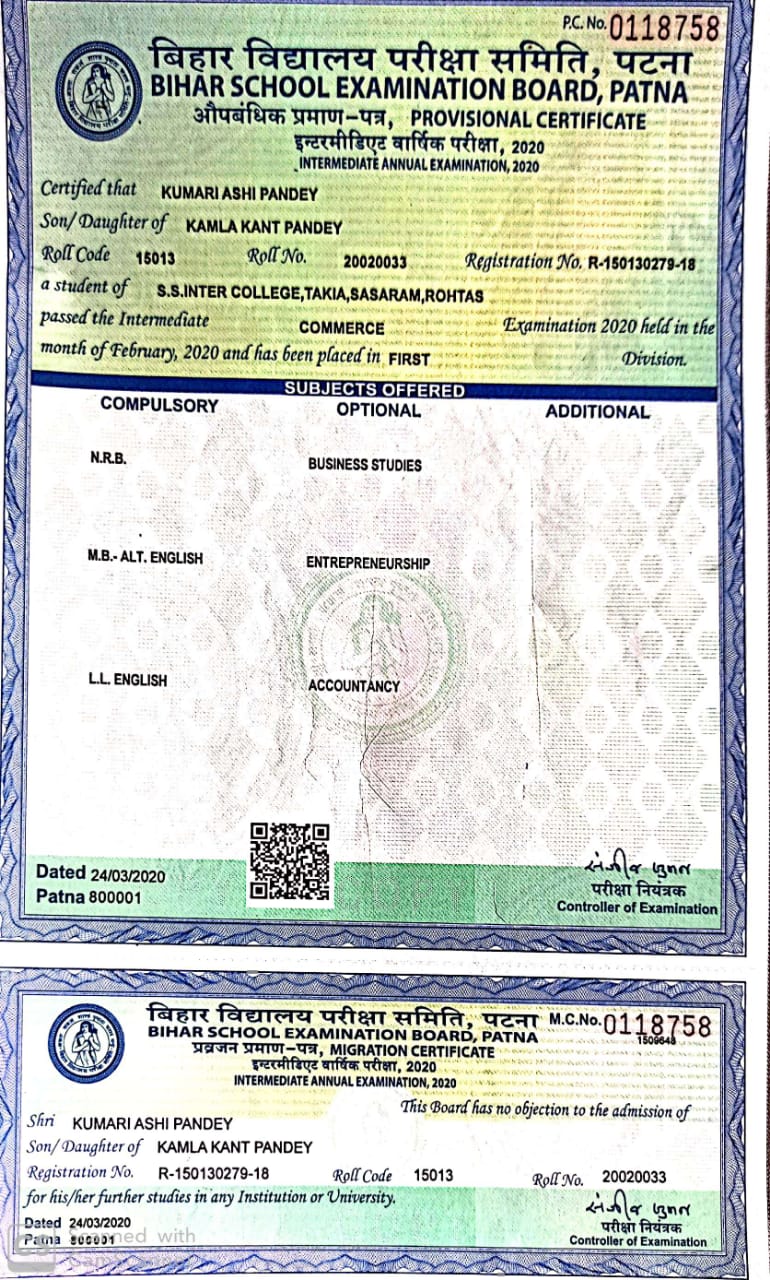 P.C. No. 0118758
बिहार विद्यालय परीक्षा समिति, पटना
BIHAR SCHOOL EXAMINATION BOARD, PATNA
औपबंधिक प्रमाण-पत्र, PROVISIONAL CERTIFICATE
इन्टरमीडिएट वार्षिक परीक्षा, 2020
INTERMEDIATE ANNUAL EXAMINATION, 2020
Certified that KUMARI ASHI PANDEY
Son/ Daughter of KAMLA KANT PANDEY
Roll Code 15013 Roll No. 20020033 Registration No. R-150130279-18
a student of S.S.INTER COLLEGE,TAKIA,SASARAM,ROHTAS
passed the Intermediate COMMERCE Examination 2020 held in the
month of February, 2020 and has been placed in FIRST Division.
SUBJECTS OFFERED
COMPULSORY OPTIONAL ADDITIONAL
N.R.B. BUSINESS STUDIES
M.B.- ALT. ENGLISH ENTREPRENEURSHIP
L.L. ENGLISH ACCOUNTANCY
Dated 24/03/2020
Patna 800001
परीक्षा नियंत्रक
Controller of Examination
बिहार विद्यालय परीक्षा समिति, पटना M.C.No. 0118758
BIHAR SCHOOL EXAMINATION BOARD, PATNA
प्रव्रजन प्रमाण-पत्र, MIGRATION CERTIFICATE
इन्टरमीडिएट वार्षिक परीक्षा, 2020
INTERMEDIATE ANNUAL EXAMINATION, 2020
This Board has no objection to the admission of
Shri KUMARI ASHI PANDEY
Son/ Daughter of KAMLA KANT PANDEY
Registration No. R-150130279-18 Roll Code 15013 Roll No. 20020033
for his/her further studies in any Institution or University.
Dated 24/03/2020
Patna 800001
परीक्षा नियंत्रक
Controller of Examination
CS